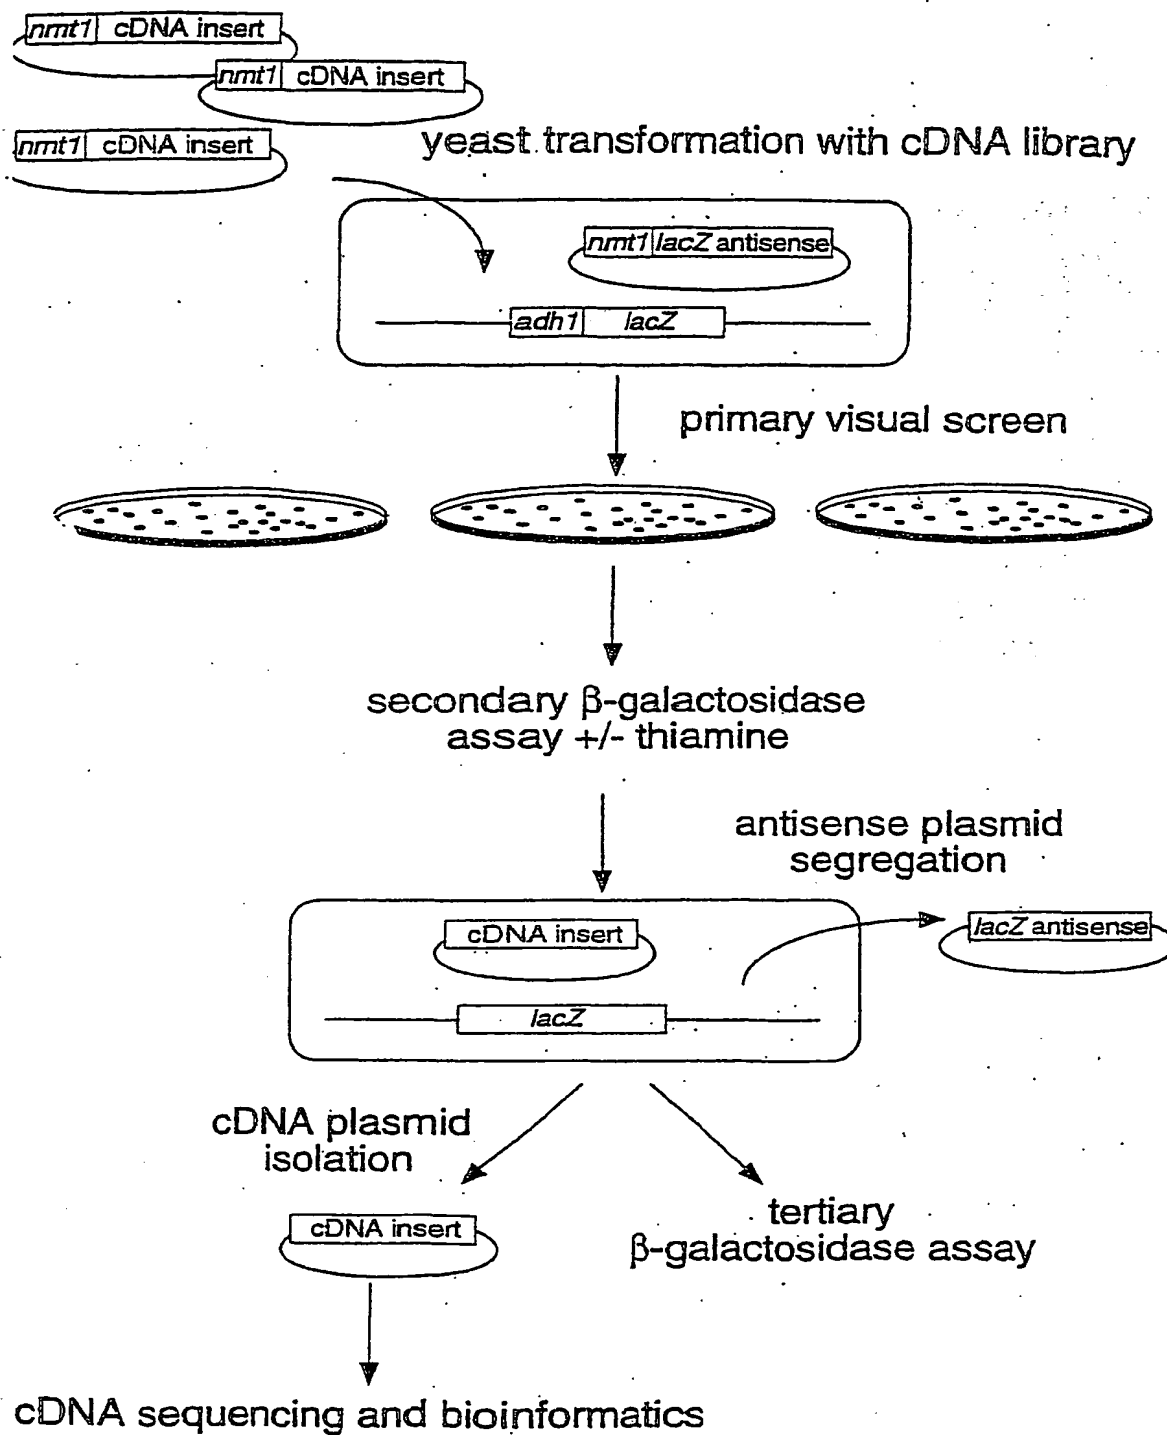 nmt1 cDNA insert
nmt1 cDNA insert
nmt1 cDNA insert
yeast transformation with cDNA library
nmt1 lacZ antisense
adh1 lacZ
primary visual screen
secondary β-galactosidase
assay +/- thiamine
antisense plasmid
segregation
cDNA insert
lacZ antisense
lacZ
cDNA plasmid
isolation
cDNA insert
tertiary
β-galactosidase assay
cDNA sequencing and bioinformatics